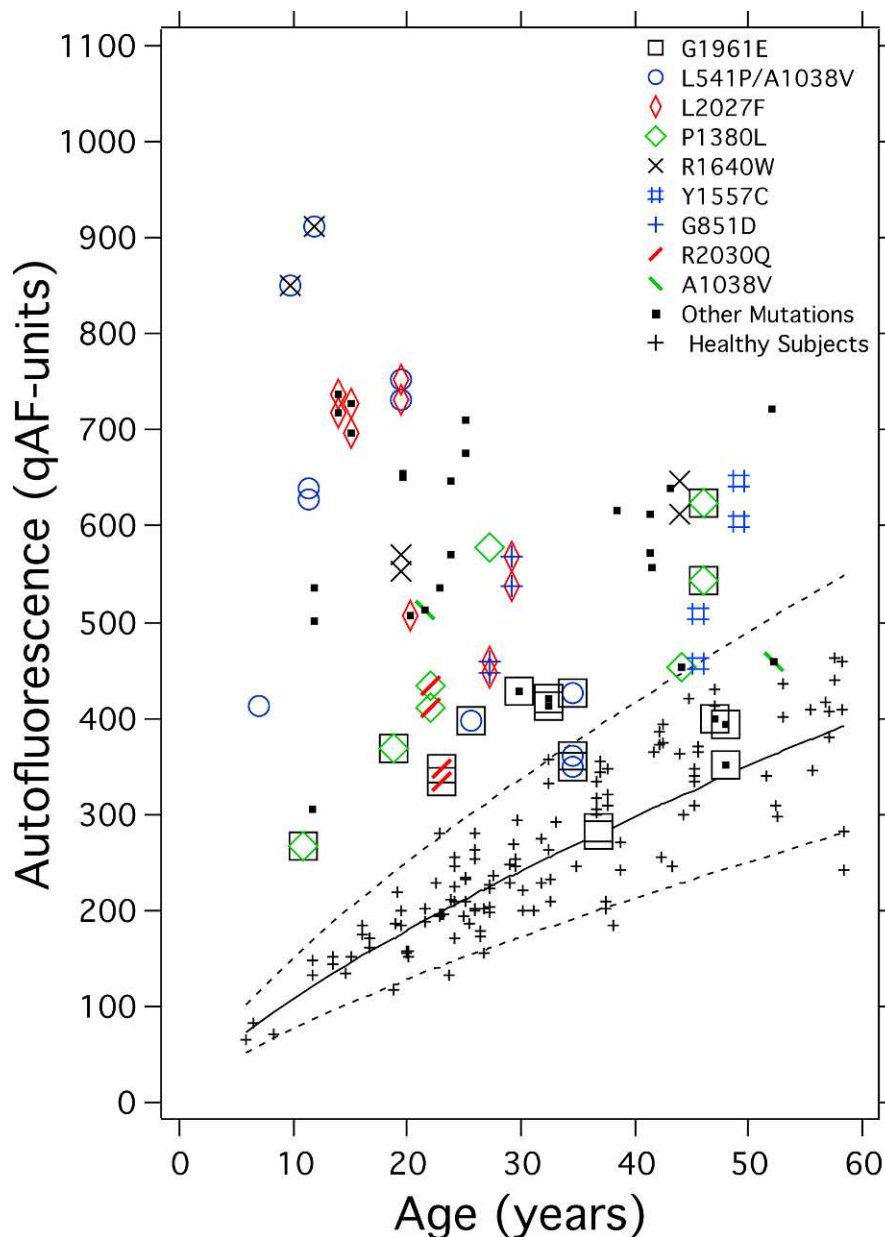 1100
1000
900
800
700
600
500
400
300
200
100
0
Autofluorescence (qAF-units)
G1961E
L541P/A1038V
L2027F
P1380L
R1640W
Y1557C
G851D
R2030Q
A1038V
Other Mutations
Healthy Subjects
0 10 20 30 40 50 60
Age (years)